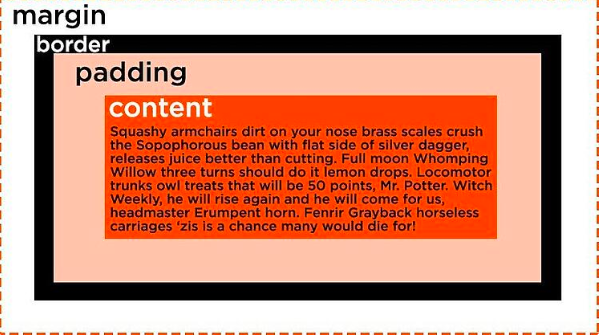 margin
border
padding
content
Squashy armchairs dirt on your nose brass scales crush
the Sopophorous bean with flat side of silver dagger,
releases juice better than cutting. Full moon Whomping
Willow three turns should do it lemon drops. Locomotor
trunks owl treats that will be 50 points, Mr. Potter. Witch
Weekly, he will rise again and he will come for us,
headmaster Erumpent horn. Fenrir Grayback horseless
carriages ‘zis is a chance many would die for!